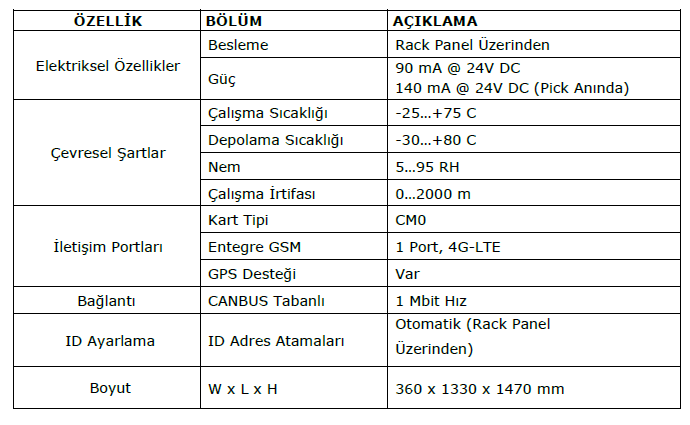 ÖZELLİK BÖLÜM AÇIKLAMA
Elektriksel Özellikler Besleme Rack Panel Üzerinden
Güç 90 mA @ 24V DC
140 mA @ 24V DC (Pick Anında)
Çevresel Şartlar Çalışma Sıcaklığı -25…+75 C
Depolama Sıcaklığı -30…+80 C
Nem 5…95 RH
Çalışma İrtifası 0…2000 m
İletişim Portları Kart Tipi CM0
Entegre GSM 1 Port, 4G-LTE
GPS Desteği Var
Bağlantı CANBUS Tabanlı 1 Mbit Hız
ID Ayarlama ID Adres Atamaları Otomatik (Rack Panel
Üzerinden)
Boyut W x L x H 360 x 1330 x 1470 mm